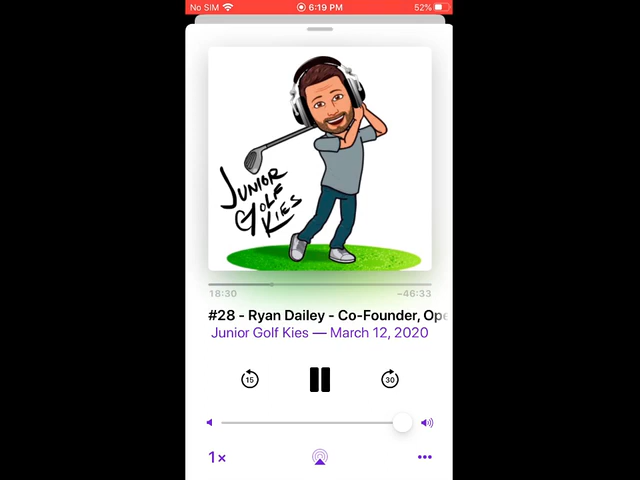 No SIM 6:19 PM 52%
JUNIOR
GOLF
KIES
18:30 −46:33
#28 - Ryan Dailey - Co-Founder, Ope
Junior Golf Kies — March 12, 2020
15 30
1×